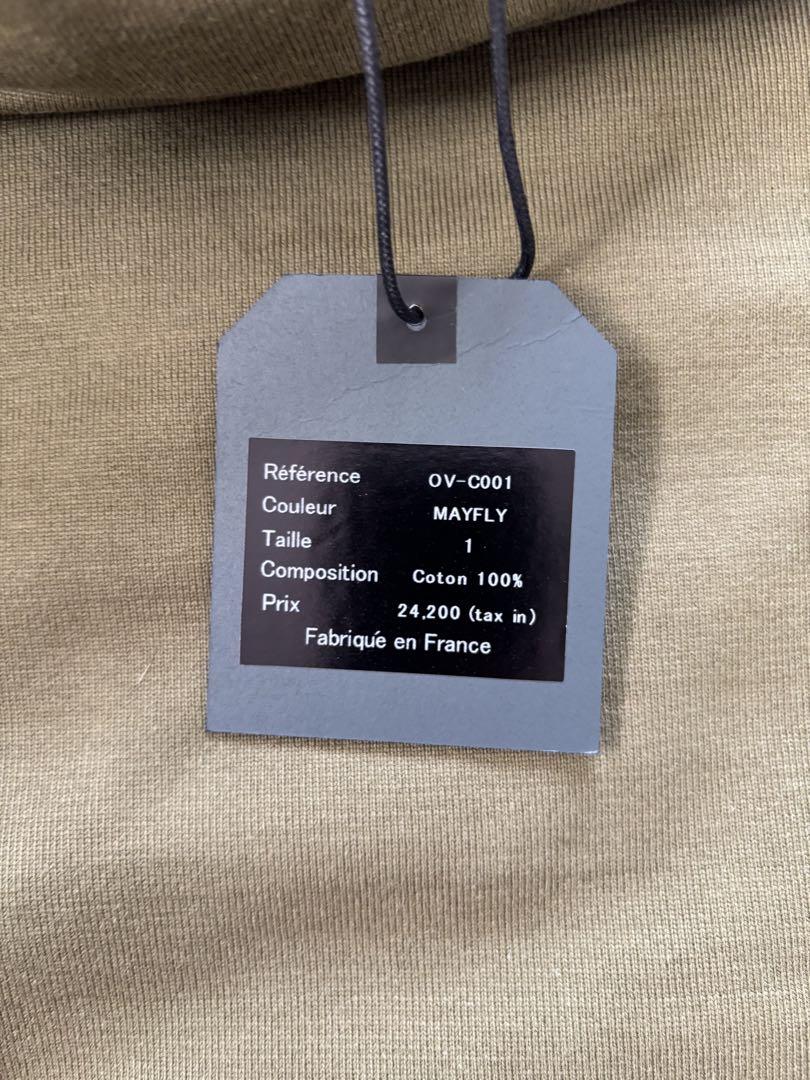 Référence OV-C001
Couleur MAYFLY
Taille 1
Composition Coton 100%
Prix 24,200 (tax in)
Fabriqué en France